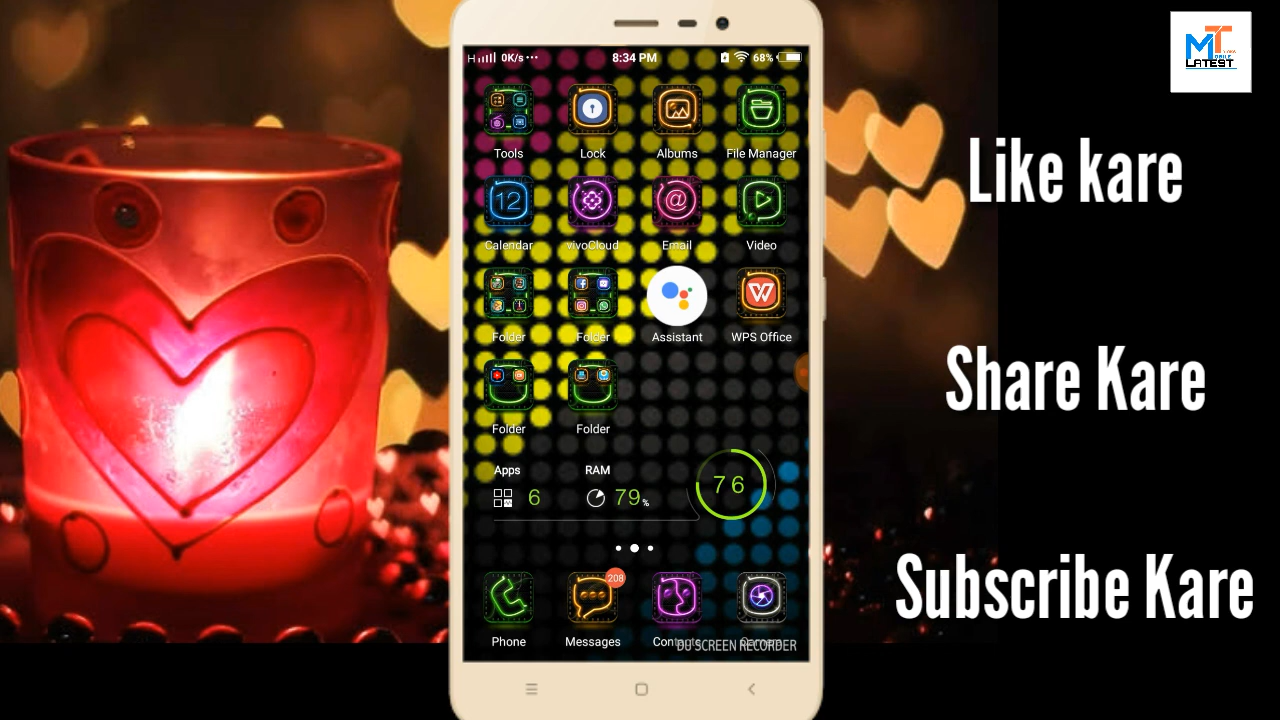 H 0K/s ... 8:34 PM 68%
MT
LATEST
Tools Lock Albums File Manager
Like kare
12
Calendar vivoCloud Email Video
Folder Folder Assistant WPS Office
Share Kare
Folder Folder
Apps RAM
6 79% 76
208
Subscribe Kare
Phone Messages Contacts Camera
DU SCREEN RECORDER